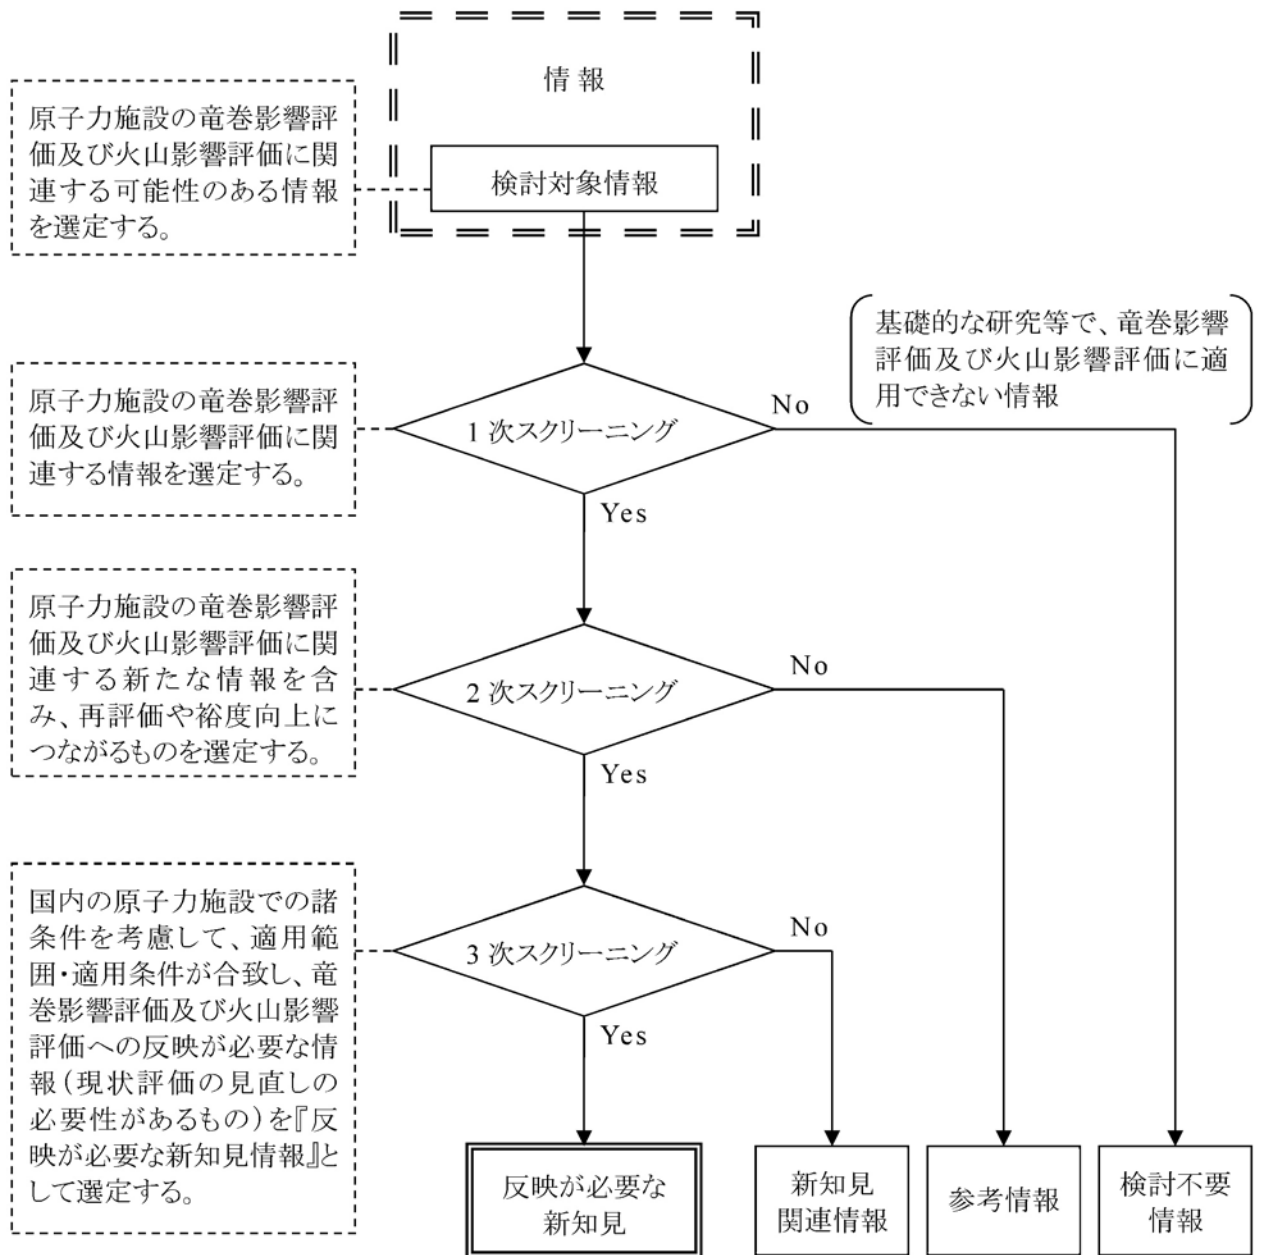 情 報
検討対象情報
原子力施設の竜巻影響評
価及び火山影響評価に関
連する可能性のある情報
を選定する。
基礎的な研究等で、竜巻影響
評価及び火山影響評価に適
用できない情報
原子力施設の竜巻影響評
価及び火山影響評価に関
連する情報を選定する。
1 次スクリーニング
No
Yes
原子力施設の竜巻影響評
価及び火山影響評価に関
連する新たな情報を含
み、再評価や裕度向上に
つながるものを選定する。
2 次スクリーニング
No
Yes
国内の原子力施設での諸
条件を考慮して、適用範
囲・適用条件が合致し、竜
巻影響評価及び火山影響
評価への反映が必要な情
報（現状評価の見直しの
必要性があるもの）を『反
映が必要な新知見情報』と
して選定する。
3 次スクリーニング
No
Yes
反映が必要な
新知見
新知見
関連情報
参考情報
検討不要
情報